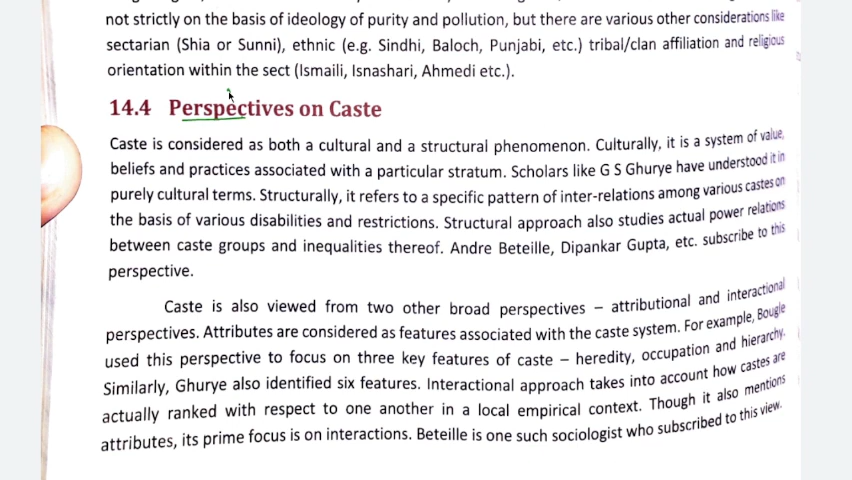 not strictly on the basis of ideology of purity and pollution, but there are various other considerations like
sectarian (Shia or Sunni), ethnic (e.g. Sindhi, Baloch, Punjabi, etc.) tribal/clan affiliation and religious
orientation within the sect (Ismaili, Isnashari, Ahmedi etc.).
14.4 Perspectives on Caste
Caste is considered as both a cultural and a structural phenomenon. Culturally, it is a system of value,
beliefs and practices associated with a particular stratum. Scholars like G S Ghurye have understood it in
purely cultural terms. Structurally, it refers to a specific pattern of inter-relations among various castes on
the basis of various disabilities and restrictions. Structural approach also studies actual power relations
between caste groups and inequalities thereof. Andre Beteille, Dipankar Gupta, etc. subscribe to this
perspective.
Caste is also viewed from two other broad perspectives – attributional and interactional
perspectives. Attributes are considered as features associated with the caste system. For example, Bougle
used this perspective to focus on three key features of caste – heredity, occupation and hierarchy.
Similarly, Ghurye also identified six features. Interactional approach takes into account how castes are
actually ranked with respect to one another in a local empirical context. Though it also mentions
attributes, its prime focus is on interactions. Beteille is one such sociologist who subscribed to this view.